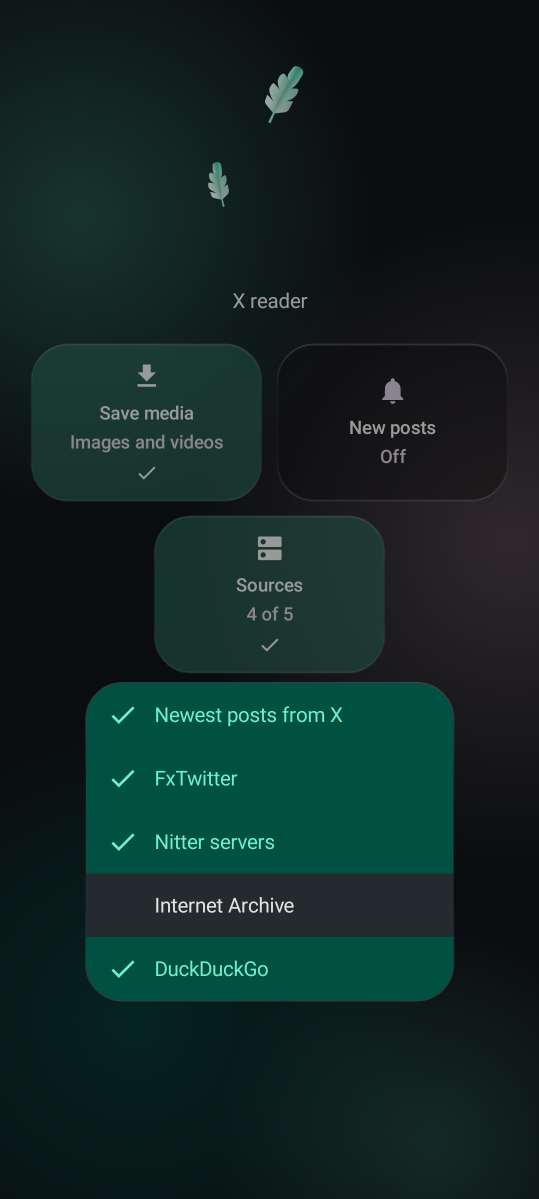 X reader
Save media
Images and videos
New posts
Off
Sources
4 of 5
Newest posts from X
FxTwitter
Nitter servers
Internet Archive
DuckDuckGo